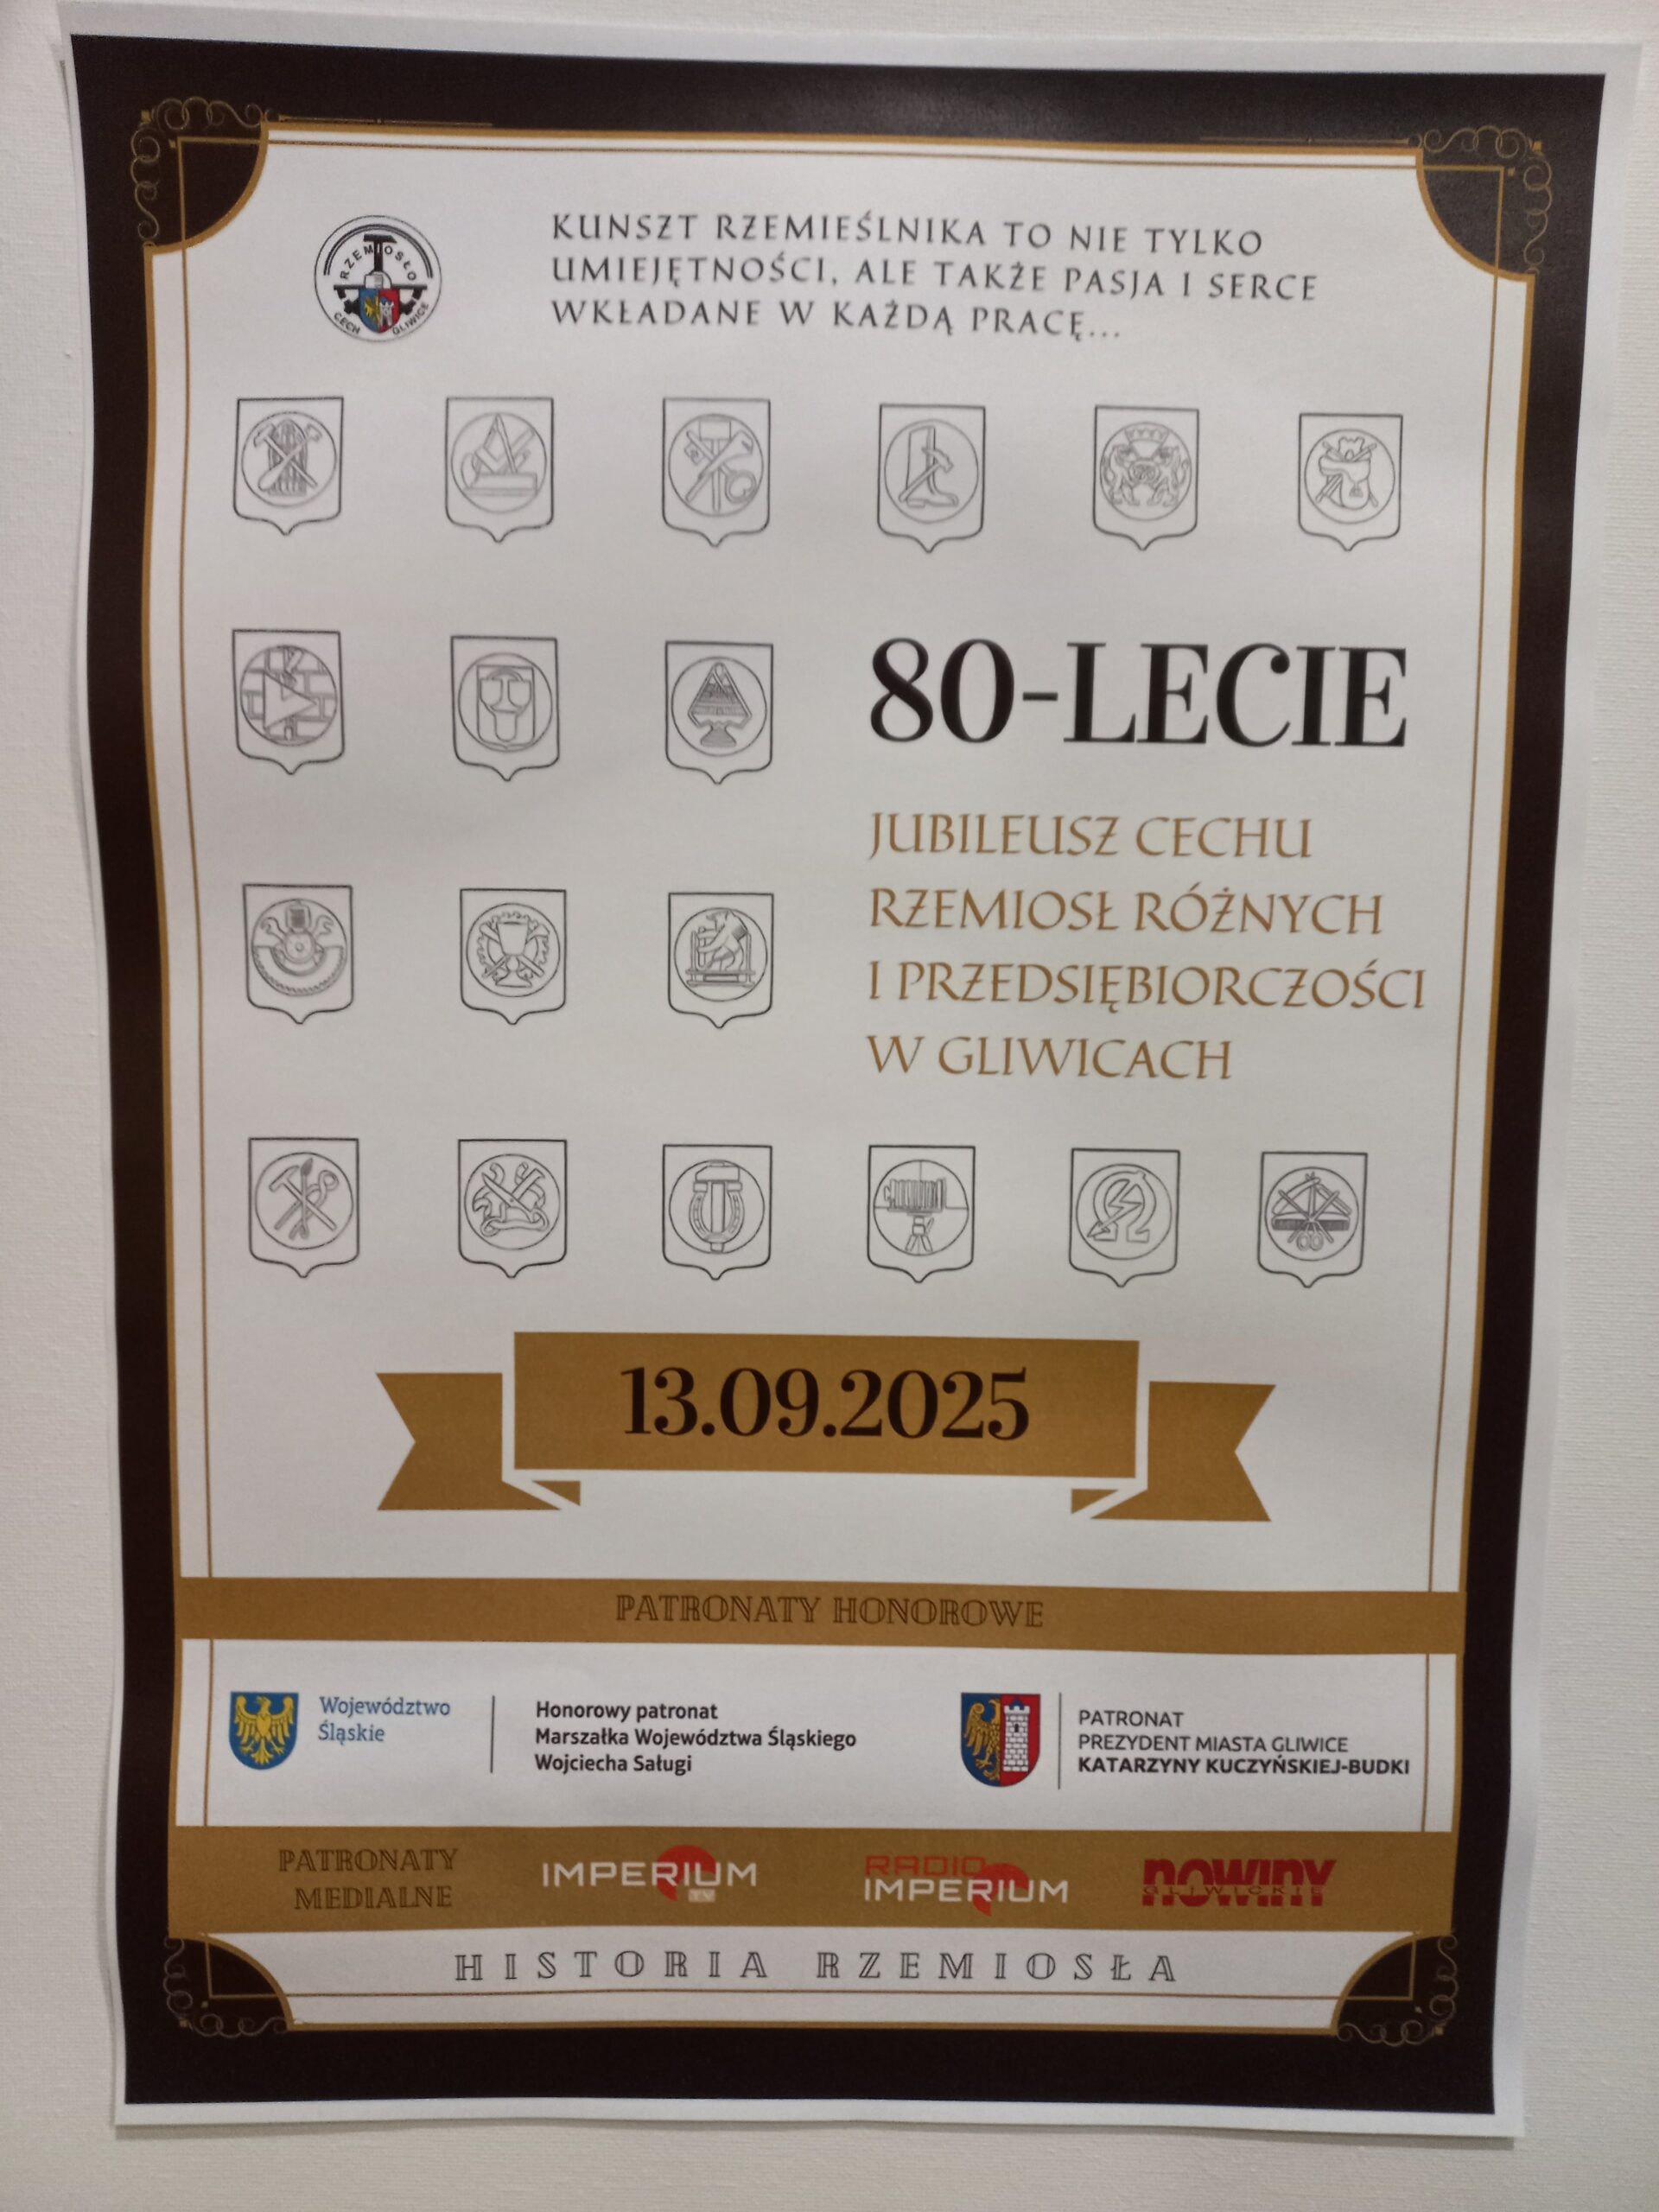 RZEMIOSŁO
CECH GLIWICE
KUNSZT RZEMIEŚLNIKA TO NIE TYLKO
UMIEJĘTNOŚCI, ALE TAKŻE PASJA I SERCE
WKŁADANE W KAŻDĄ PRACĘ...
80-LECIE
JUBILEUSZ CECHU
RZEMIOSŁ RÓŻNYCH
I PRZEDSIĘBIORCZOŚCI
W GLIWICACH
13.09.2025
PATRONATY HONOROWE
Województwo
Śląskie
Honorowy patronat
Marszałka Województwa Śląskiego
Wojciecha Saługi
PATRONAT
PREZYDENT MIASTA GLIWICE
KATARZYNY KUCZYŃSKIEJ-BUDKI
PATRONATY
MEDIALNE
IMPERIUM
TV
RADIO
IMPERIUM
nowiny
GLIWICKIE
HISTORIA RZEMIOSŁA